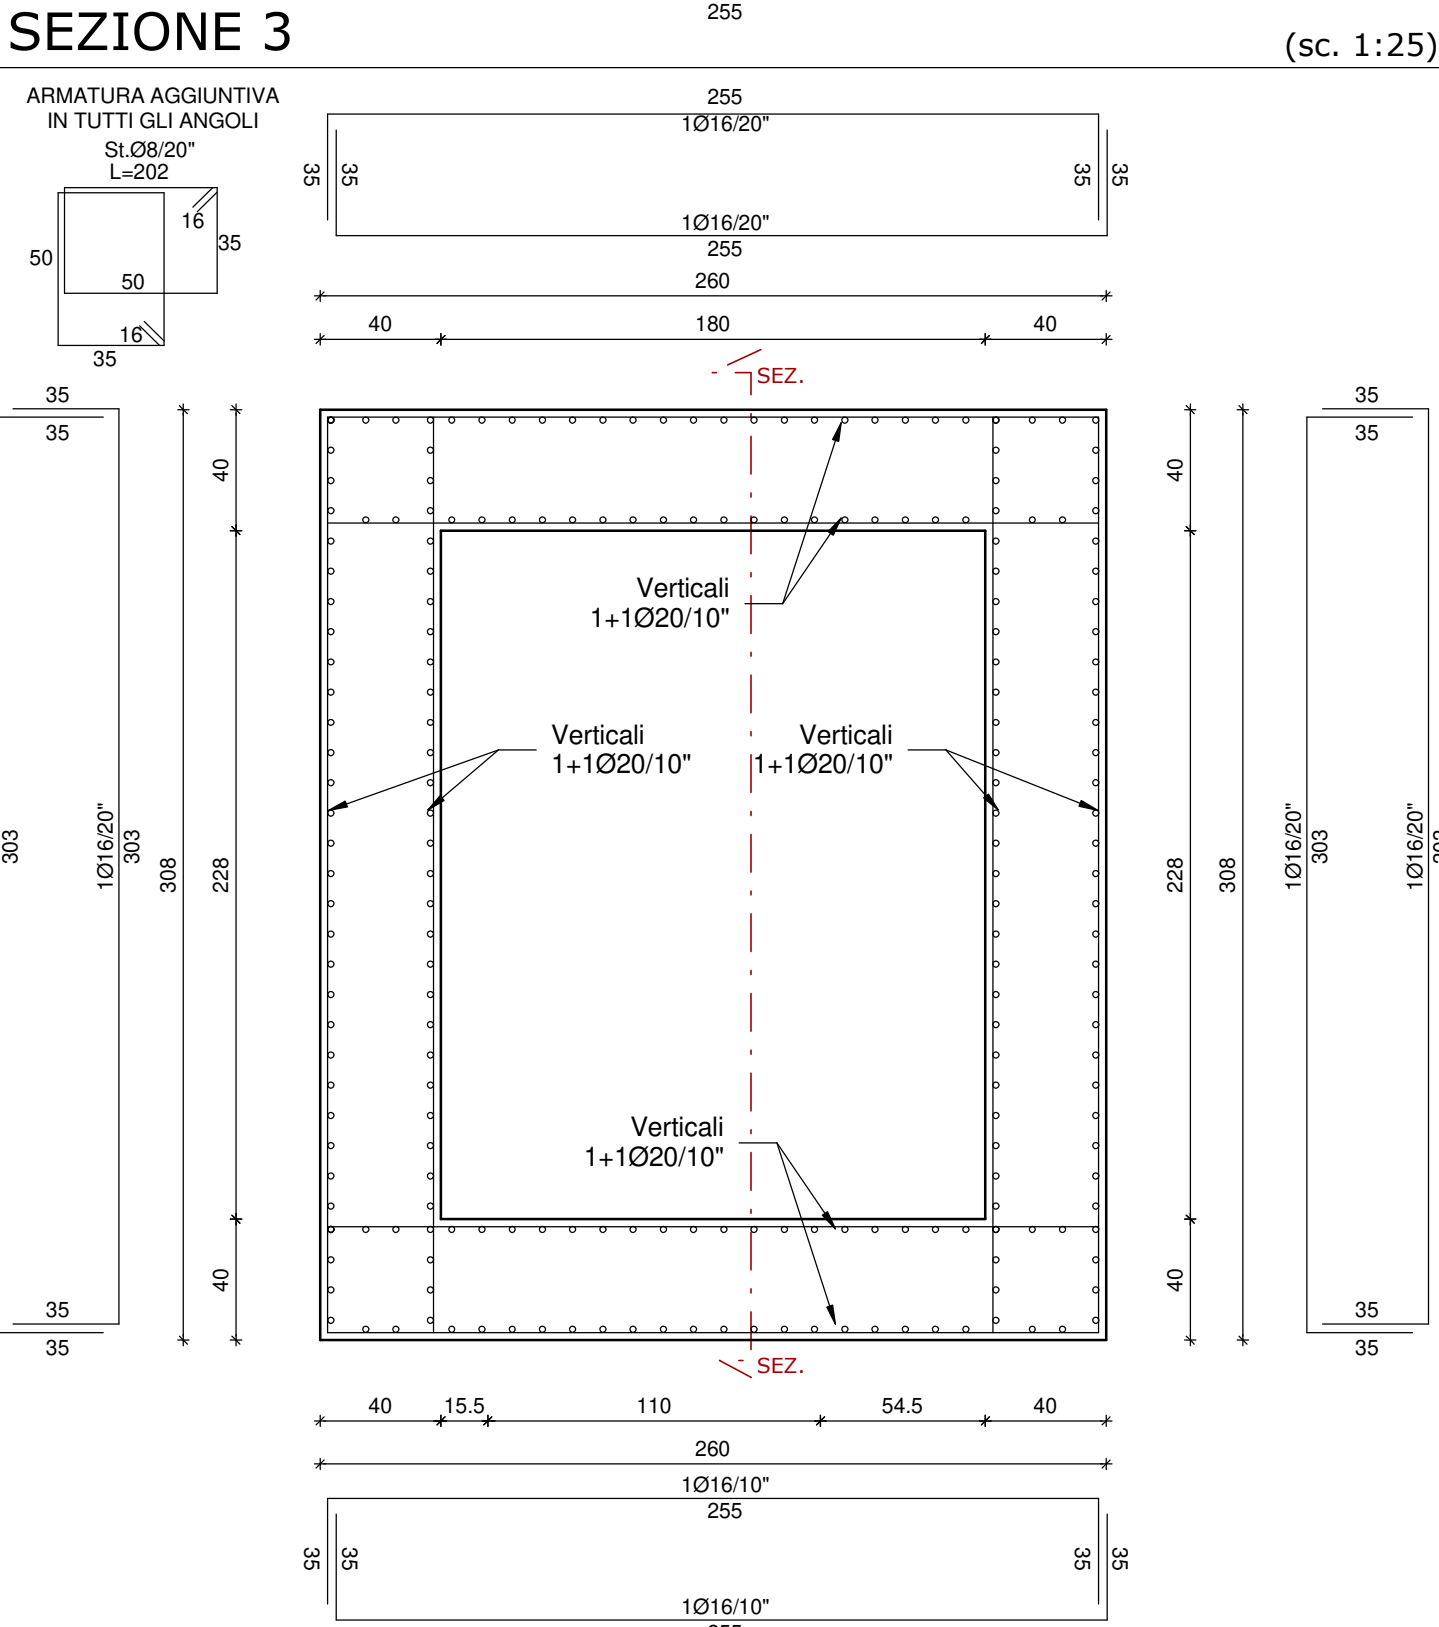 255
SEZIONE 3
(sc. 1:25)
ARMATURA AGGIUNTIVA
IN TUTTI GLI ANGOLI
St.Ø8/20"
L=202
16
35
50
50
16
35
255
1Ø16/20"
35
35
35
35
1Ø16/20"
255
260
40
180
40
SEZ.
35
35
35
35
40
40
Verticali
1+1Ø20/10"
Verticali
1+1Ø20/10"
Verticali
1+1Ø20/10"
303
1Ø16/20"
303
308
228
228
308
1Ø16/20"
303
1Ø16/20"
Verticali
1+1Ø20/10"
40
40
35
35
35
35
SEZ.
40
15.5
110
54.5
40
260
1Ø16/10"
255
35
35
35
35
1Ø16/10"